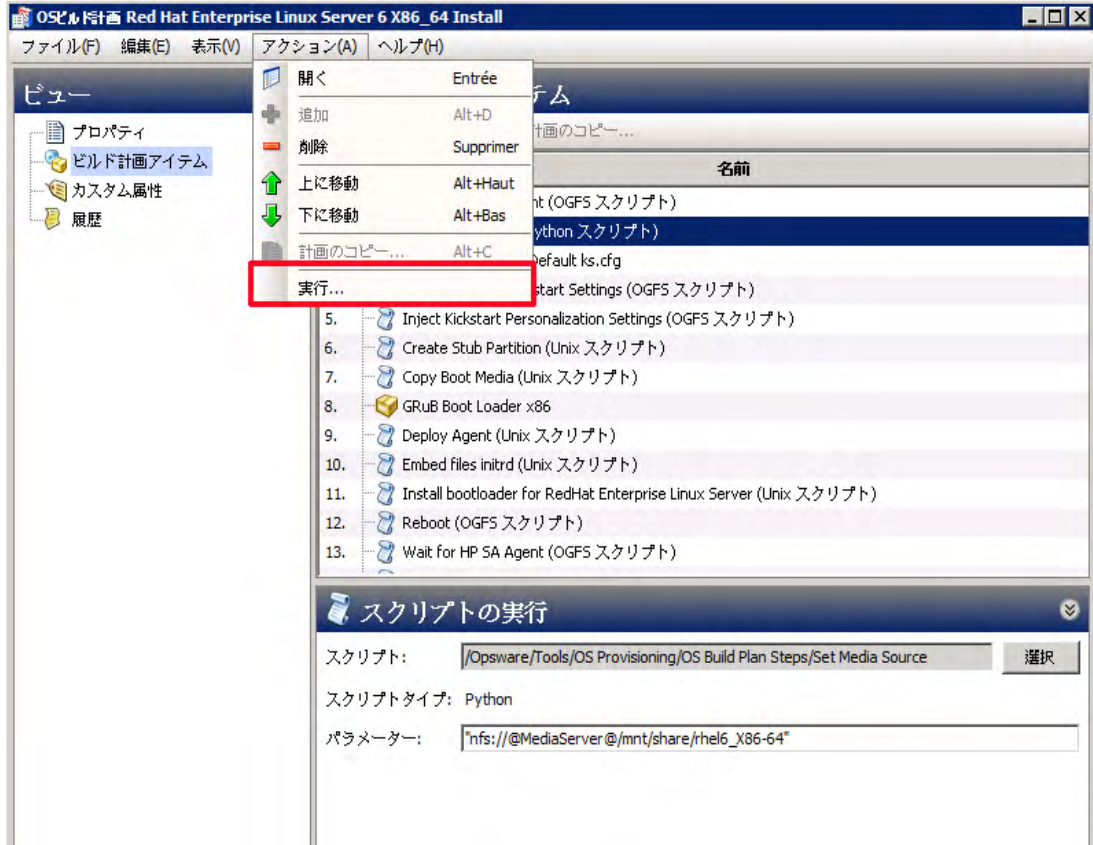 OSビルド計画 Red Hat Enterprise Linux Server 6 X86_64 Install
ファイル(F) 編集(E) 表示(V) アクション(A) ヘルプ(H)
ビュー
プロパティ
ビルド計画アイテム
カスタム属性
履歴
開く Entrée
追加 Alt+D
削除 Supprimer
上に移動 Alt+Haut
下に移動 Alt+Bas
計画のコピー... Alt+C
実行...
テム
計画のコピー...
名前
nt (OGFS スクリプト)
ython スクリプト)
Default ks.cfg
start Settings (OGFS スクリプト)
5. Inject Kickstart Personalization Settings (OGFS スクリプト)
6. Create Stub Partition (Unix スクリプト)
7. Copy Boot Media (Unix スクリプト)
8. GRuB Boot Loader x86
9. Deploy Agent (Unix スクリプト)
10. Embed files initrd (Unix スクリプト)
11. Install bootloader for RedHat Enterprise Linux Server (Unix スクリプト)
12. Reboot (OGFS スクリプト)
13. Wait for HP SA Agent (OGFS スクリプト)
スクリプトの実行
スクリプト: /Opsware/Tools/OS Provisioning/OS Build Plan Steps/Set Media Source 選択
スクリプトタイプ: Python
パラメーター: "nfs://@MediaServer@/mnt/share/rhel6_X86-64"